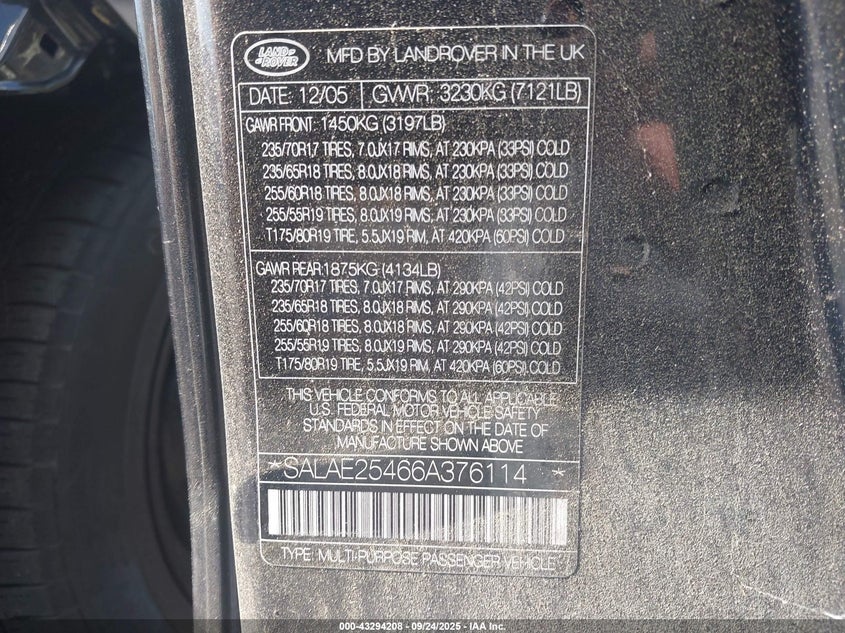 LAND ROVER
MFD BY LANDROVER IN THE UK
DATE: 12/05 GVWR: 3230KG (7121LB)
GAWR FRONT: 1450KG (3197LB)
235/70R17 TIRES, 7.0JX17 RIMS, AT 230KPA (33PSI) COLD
235/65R18 TIRES, 8.0JX18 RIMS, AT 230KPA (33PSI) COLD
255/60R18 TIRES, 8.0JX18 RIMS, AT 230KPA (33PSI) COLD
255/55R19 TIRES, 8.0JX19 RIMS, AT 230KPA (33PSI) COLD
T175/80R19 TIRE, 5.5JX19 RIM, AT 420KPA (60PSI) COLD
GAWR REAR: 1875KG (4134LB)
235/70R17 TIRES, 7.0JX17 RIMS, AT 290KPA (42PSI) COLD
235/65R18 TIRES, 8.0JX18 RIMS, AT 290KPA (42PSI) COLD
255/60R18 TIRES, 8.0JX18 RIMS, AT 290KPA (42PSI) COLD
255/55R19 TIRES, 8.0JX19 RIMS, AT 290KPA (42PSI) COLD
T175/80R19 TIRE, 5.5JX19 RIM, AT 420KPA (60PSI) COLD
THIS VEHICLE CONFORMS TO ALL APPLICABLE
U.S. FEDERAL MOTOR VEHICLE SAFETY
STANDARDS IN EFFECT ON THE DATE OF
MANUFACTURE SHOWN ABOVE
*SALAE25466A376114*
TYPE: MULTI-PURPOSE PASSENGER VEHICLE
000-43294208 - 09/24/2025 - IAA Inc.